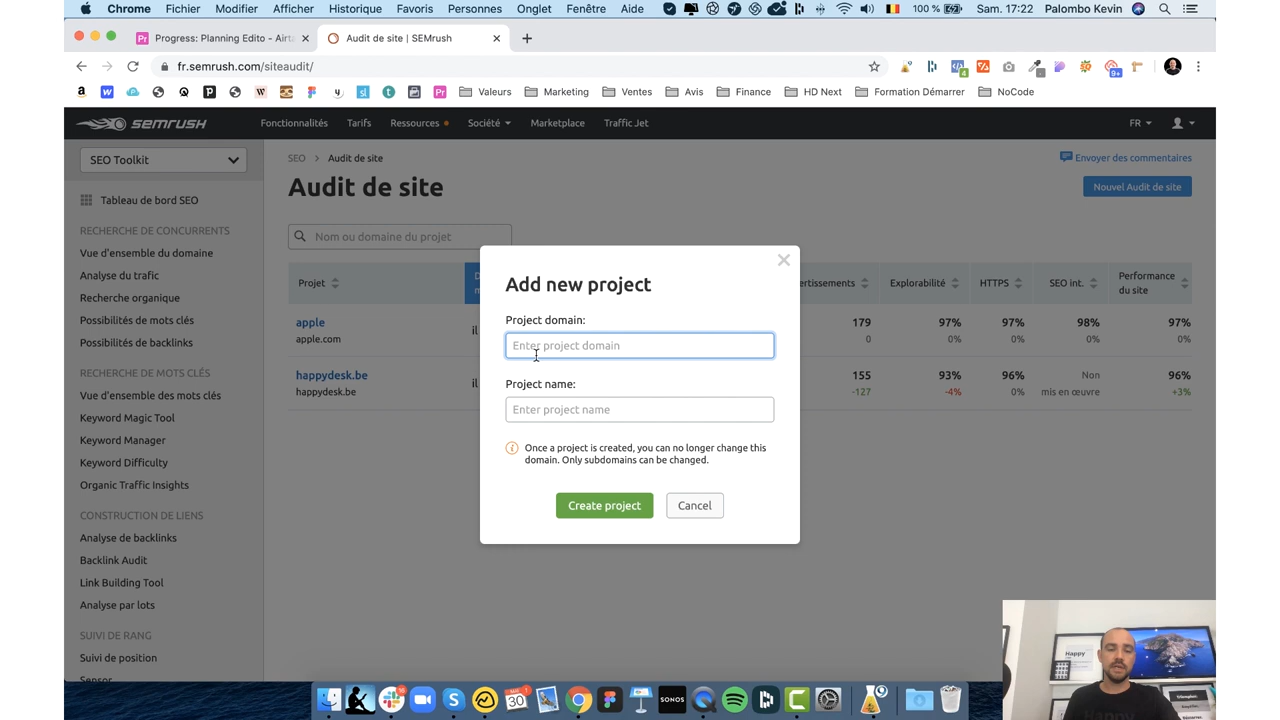 Chrome Fichier Modifier Afficher Historique Favoris Personnes Onglet Fenêtre Aide 100 % Sam. 17:22 Palombo Kevin
Progress: Planning Edito - Airta
Audit de site | SEMrush
fr.semrush.com/siteaudit/
Valeurs Marketing Ventes Avis Finance HD Next Formation Démarrer NoCode
SEMRUSH Fonctionnalités Tarifs Ressources Société Marketplace Traffic Jet FR
SEO Toolkit
Tableau de bord SEO
RECHERCHE DE CONCURRENTS
Vue d'ensemble du domaine
Analyse du trafic
Recherche organique
Possibilités de mots clés
Possibilités de backlinks
RECHERCHE DE MOTS CLÉS
Vue d'ensemble des mots clés
Keyword Magic Tool
Keyword Manager
Keyword Difficulty
Organic Traffic Insights
CONSTRUCTION DE LIENS
Analyse de backlinks
Backlink Audit
Link Building Tool
Analyse par lots
SUIVI DE RANG
Suivi de position
Sensor
SEO > Audit de site
Envoyer des commentaires
Audit de site
Nouvel Audit de site
Nom ou domaine du projet
Projet
Explorabilité HTTPS SEO int. Performance
du site
apple il 179 97% 97% 98% 97%
apple.com 0 0% 0% 0% 0%
happydesk.be il 155 93% 96% Non 96%
happydesk.be -127 -4% 0% mis en œuvre +3%
Add new project
Project domain:
Enter project domain
Project name:
Enter project name
Once a project is created, you can no longer change this
domain. Only subdomains can be changed.
Create project Cancel
30
SONOS
Happy